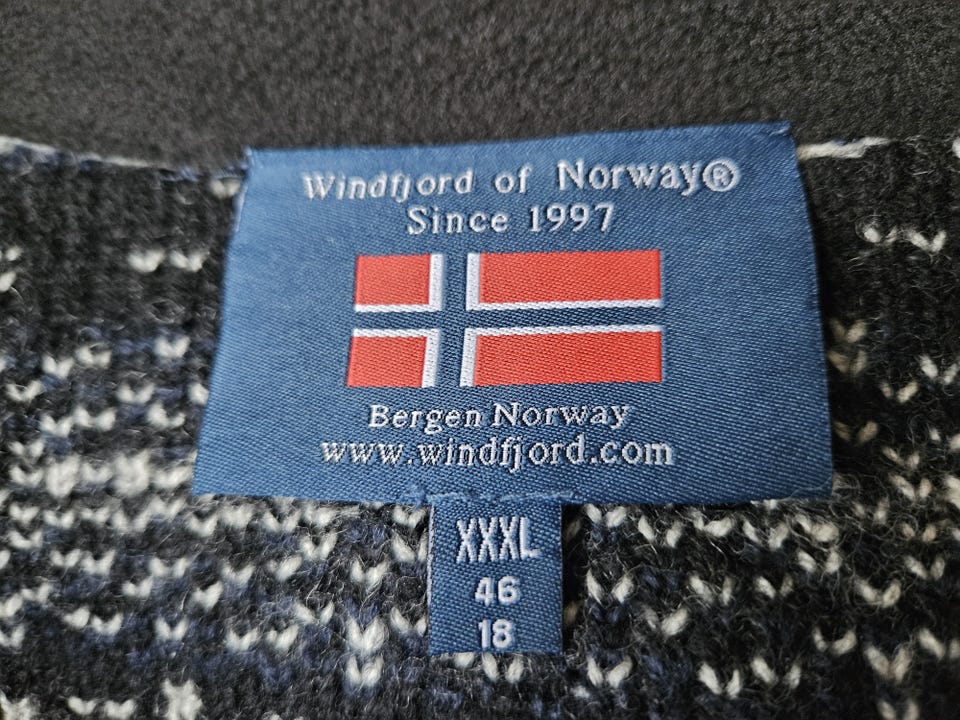 Windfjord of Norway®
Since 1997
Bergen Norway
www.windfjord.com
XXXL
46
18